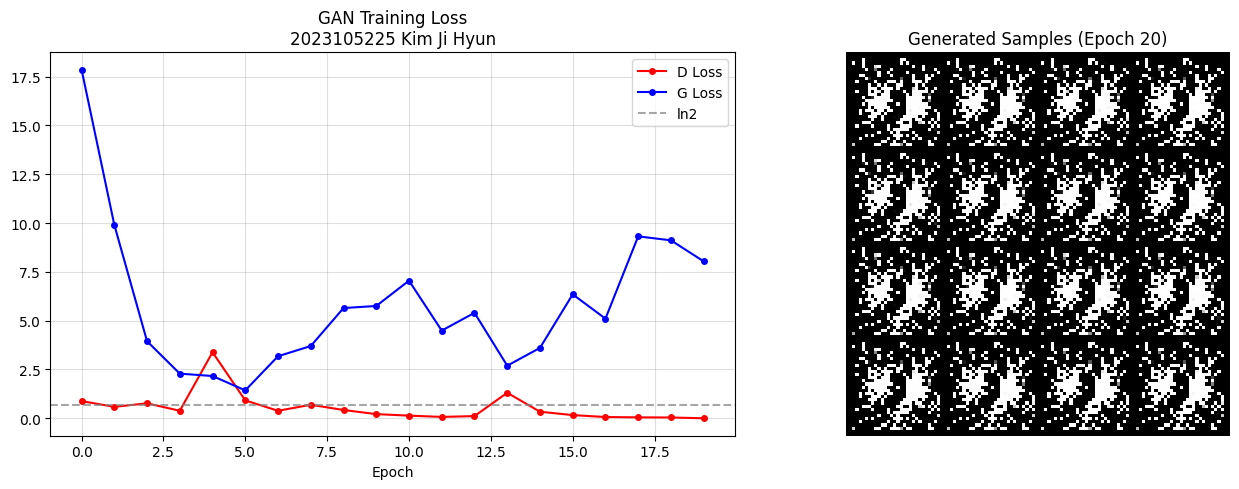 GAN Training Loss
2023105225 Kim Ji Hyun
17.5
15.0
12.5
10.0
7.5
5.0
2.5
0.0
D Loss
G Loss
ln2
0.0
2.5
5.0
7.5
10.0
12.5
15.0
17.5
Epoch
Generated Samples (Epoch 20)